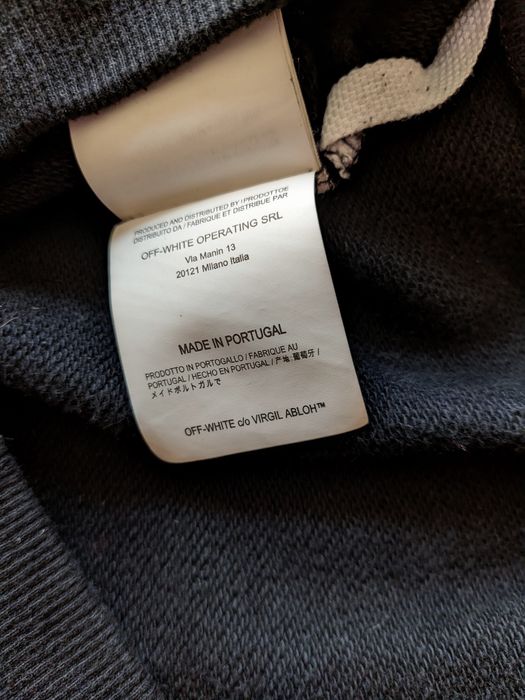 PRODUCED AND DISTRIBUTED BY \ PRODOTTO E
DISTRIBUITO DA / FABRIQUE ET DISTRIBUE PAR
OFF-WHITE OPERATING SRL
Via Manin 13
20121 Milano Italia
MADE IN PORTUGAL
PRODOTTO IN PORTOGALLO / FABRIQUE AU
PORTUGAL / HECHO EN PORTUGAL / 产地:葡萄牙 /
メイドポルトガルで
OFF-WHITE c/o VIRGIL ABLOH™